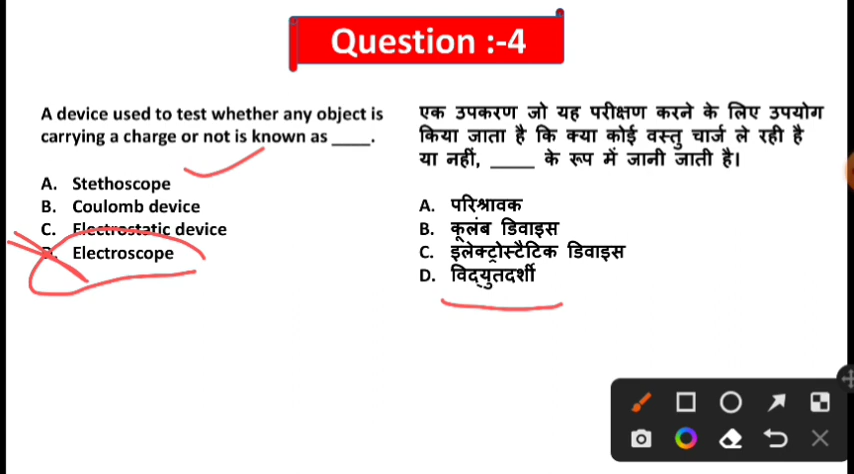 Question :-4
A device used to test whether any object is
carrying a charge or not is known as ____.
A. Stethoscope
B. Coulomb device
C. Electrostatic device
D. Electroscope
एक उपकरण जो यह परीक्षण करने के लिए उपयोग
किया जाता है कि क्या कोई वस्तु चार्ज ले रही है
या नहीं, _____ के रूप में जानी जाती है।
A. परिश्रावक
B. कूलंब डिवाइस
C. इलेक्ट्रोस्टैटिक डिवाइस
D. विद्युतदर्शी